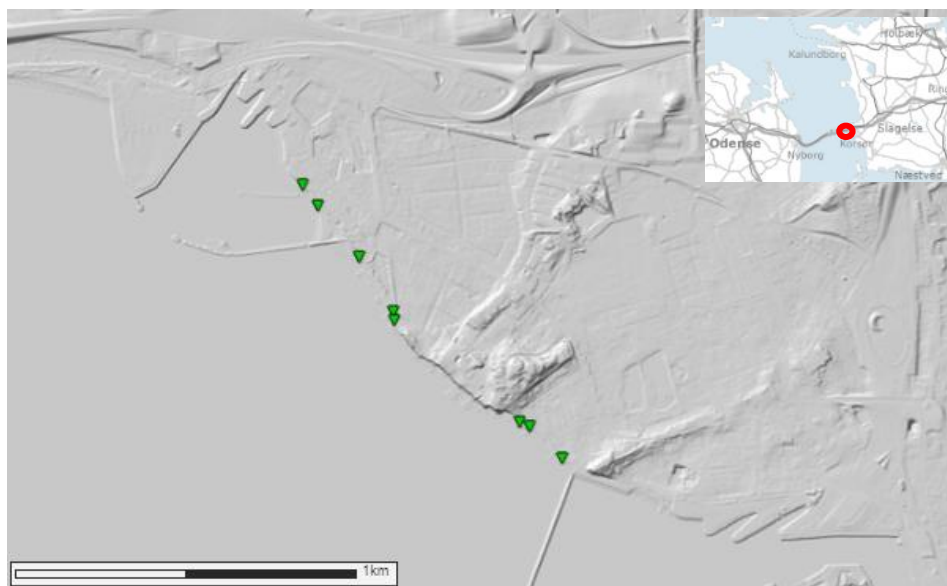 Holbæk
Kalundborg
Ring
Slagelse
Odense
Korsør
Nyborg
Næstved
1km